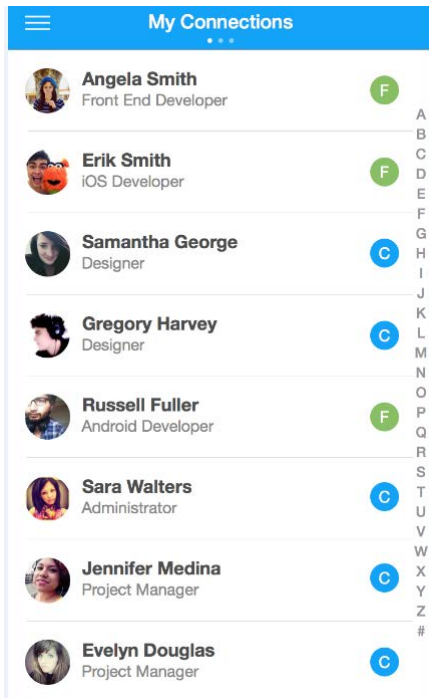 My Connections
Angela Smith
Front End Developer
F
Erik Smith
iOS Developer
F
Samantha George
Designer
C
Gregory Harvey
Designer
C
Russell Fuller
Android Developer
F
Sara Walters
Administrator
C
Jennifer Medina
Project Manager
C
Evelyn Douglas
Project Manager
C
A
B
C
D
E
F
G
H
I
J
K
L
M
N
O
P
Q
R
S
T
U
V
W
X
Y
Z
#